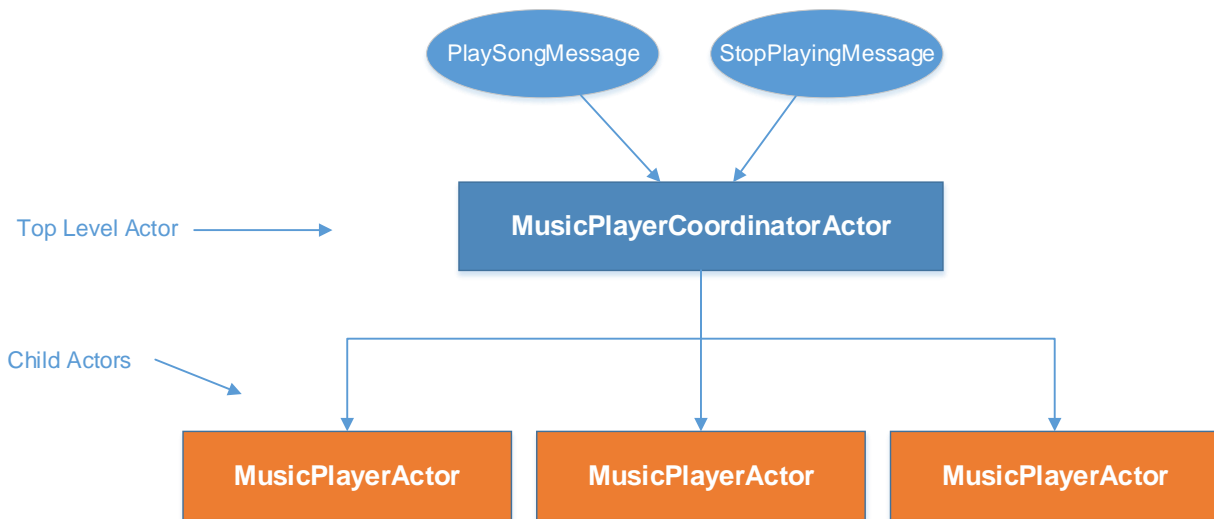 PlaySongMessage
StopPlayingMessage
MusicPlayerCoordinatorActor
Top Level Actor
Child Actors
MusicPlayerActor
MusicPlayerActor
MusicPlayerActor